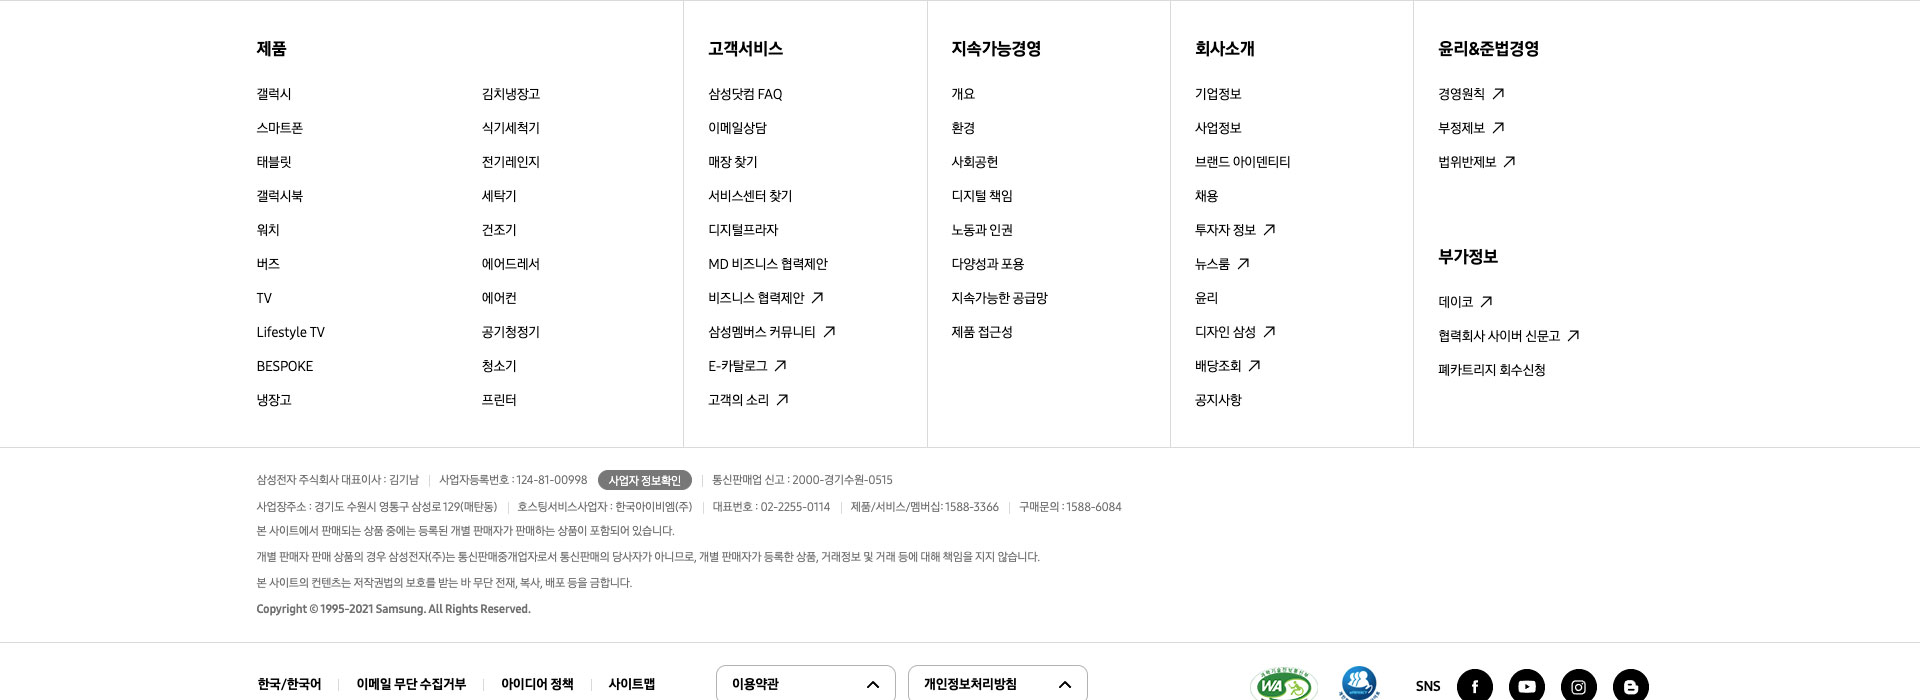 제품
갤럭시
스마트폰
태블릿
갤럭시북
워치
버즈
TV
Lifestyle TV
BESPOKE
냉장고
김치냉장고
식기세척기
전기레인지
세탁기
건조기
에어드레서
에어컨
공기청정기
청소기
프린터
고객서비스
삼성닷컴 FAQ
이메일상담
매장 찾기
서비스센터 찾기
디지털프라자
MD 비즈니스 협력제안
비즈니스 협력제안
삼성멤버스 커뮤니티
E-카탈로그
고객의 소리
지속가능경영
개요
환경
사회공헌
디지털 책임
노동과 인권
다양성과 포용
지속가능한 공급망
제품 접근성
회사소개
기업정보
사업정보
브랜드 아이덴티티
채용
투자자 정보
뉴스룸
윤리
디자인 삼성
배당조회
공지사항
윤리&준법경영
경영원칙
부정제보
법위반제보
부가정보
데이코
협력회사 사이버 신문고
폐카트리지 회수신청
삼성전자 주식회사 대표이사 : 김기남 사업자등록번호 : 124-81-00998 사업자 정보확인 통신판매업 신고 : 2000-경기수원-0515
사업장주소 : 경기도 수원시 영통구 삼성로 129(매탄동) 호스팅서비스사업자 : 한국아이비엠(주) 대표번호 : 02-2255-0114 제품/서비스/멤버십: 1588-3366 구매문의 : 1588-6084
본 사이트에서 판매되는 상품 중에는 등록된 개별 판매자가 판매하는 상품이 포함되어 있습니다.
개별 판매자 판매 상품의 경우 삼성전자(주)는 통신판매중개업자로서 통신판매의 당사자가 아니므로, 개별 판매자가 등록한 상품, 거래정보 및 거래 등에 대해 책임을 지지 않습니다.
본 사이트의 컨텐츠는 저작권법의 보호를 받는 바 무단 전재, 복사, 배포 등을 금합니다.
Copyright © 1995-2021 Samsung. All Rights Reserved.
한국/한국어 이메일 무단 수집거부 아이디어 정책 사이트맵 이용약관 개인정보처리방침 WA SNS